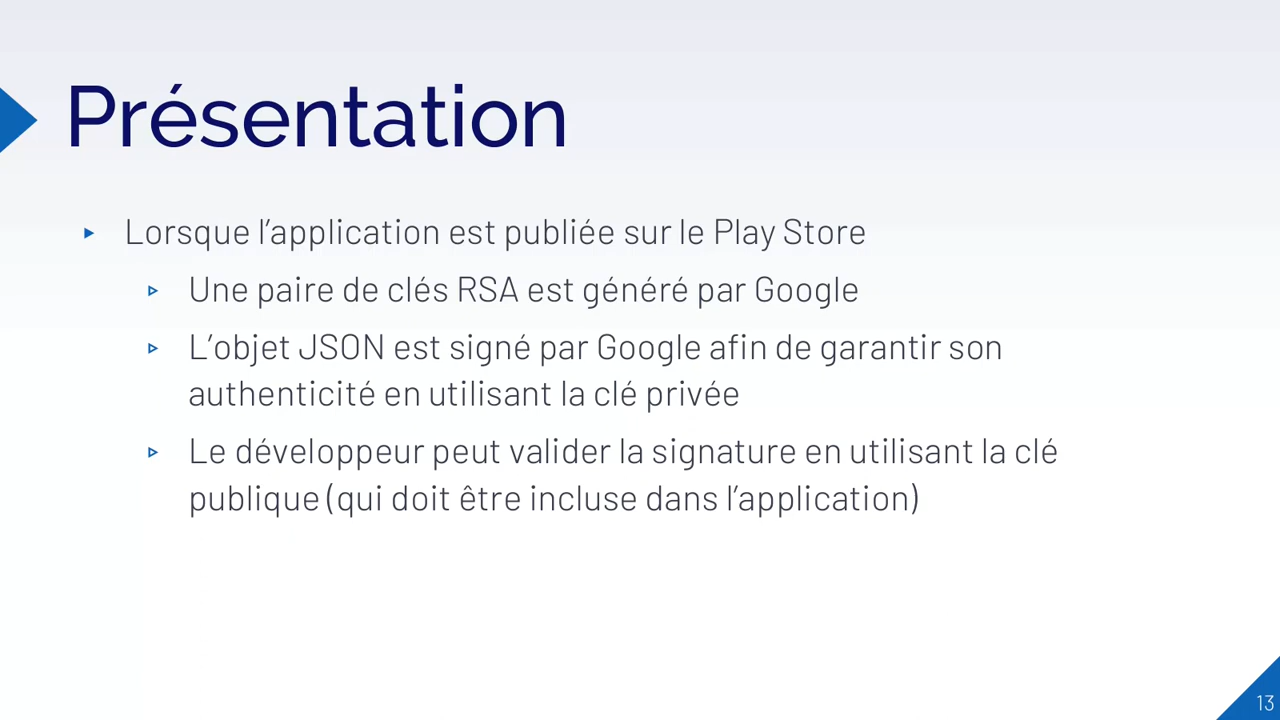 Présentation
Lorsque l’application est publiée sur le Play Store
Une paire de clés RSA est généré par Google
L’objet JSON est signé par Google afin de garantir son
authenticité en utilisant la clé privée
Le développeur peut valider la signature en utilisant la clé
publique (qui doit être incluse dans l’application)
13